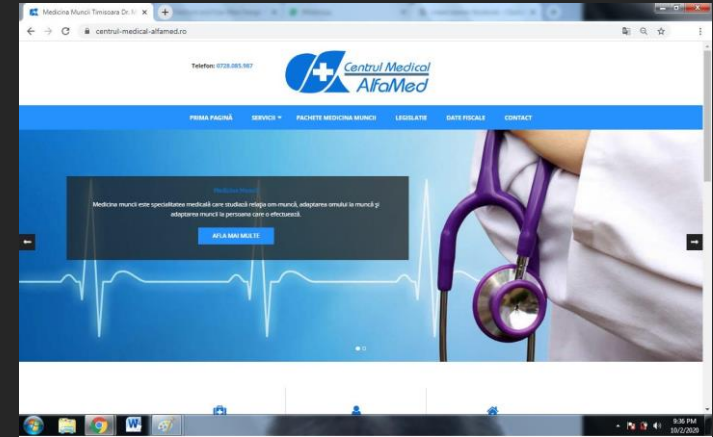 Medicina Muncii Timisoara Dr.
centrul-medical-alfamed.ro
Telefon: 0728.085.987
Centrul Medical
AlfaMed
PRIMA PAGINĂ SERVICII PACHETE MEDICINA MUNCII LEGISLATIE DATE FISCALE CONTACT
Medicina Muncii
Medicina muncii este specialitatea medicală care studiază relaţia om-muncă, adaptarea omului la muncă şi
adaptarea muncii la persoana care o efectuează.
AFLA MAI MULTE
9:36 PM
10/2/2020